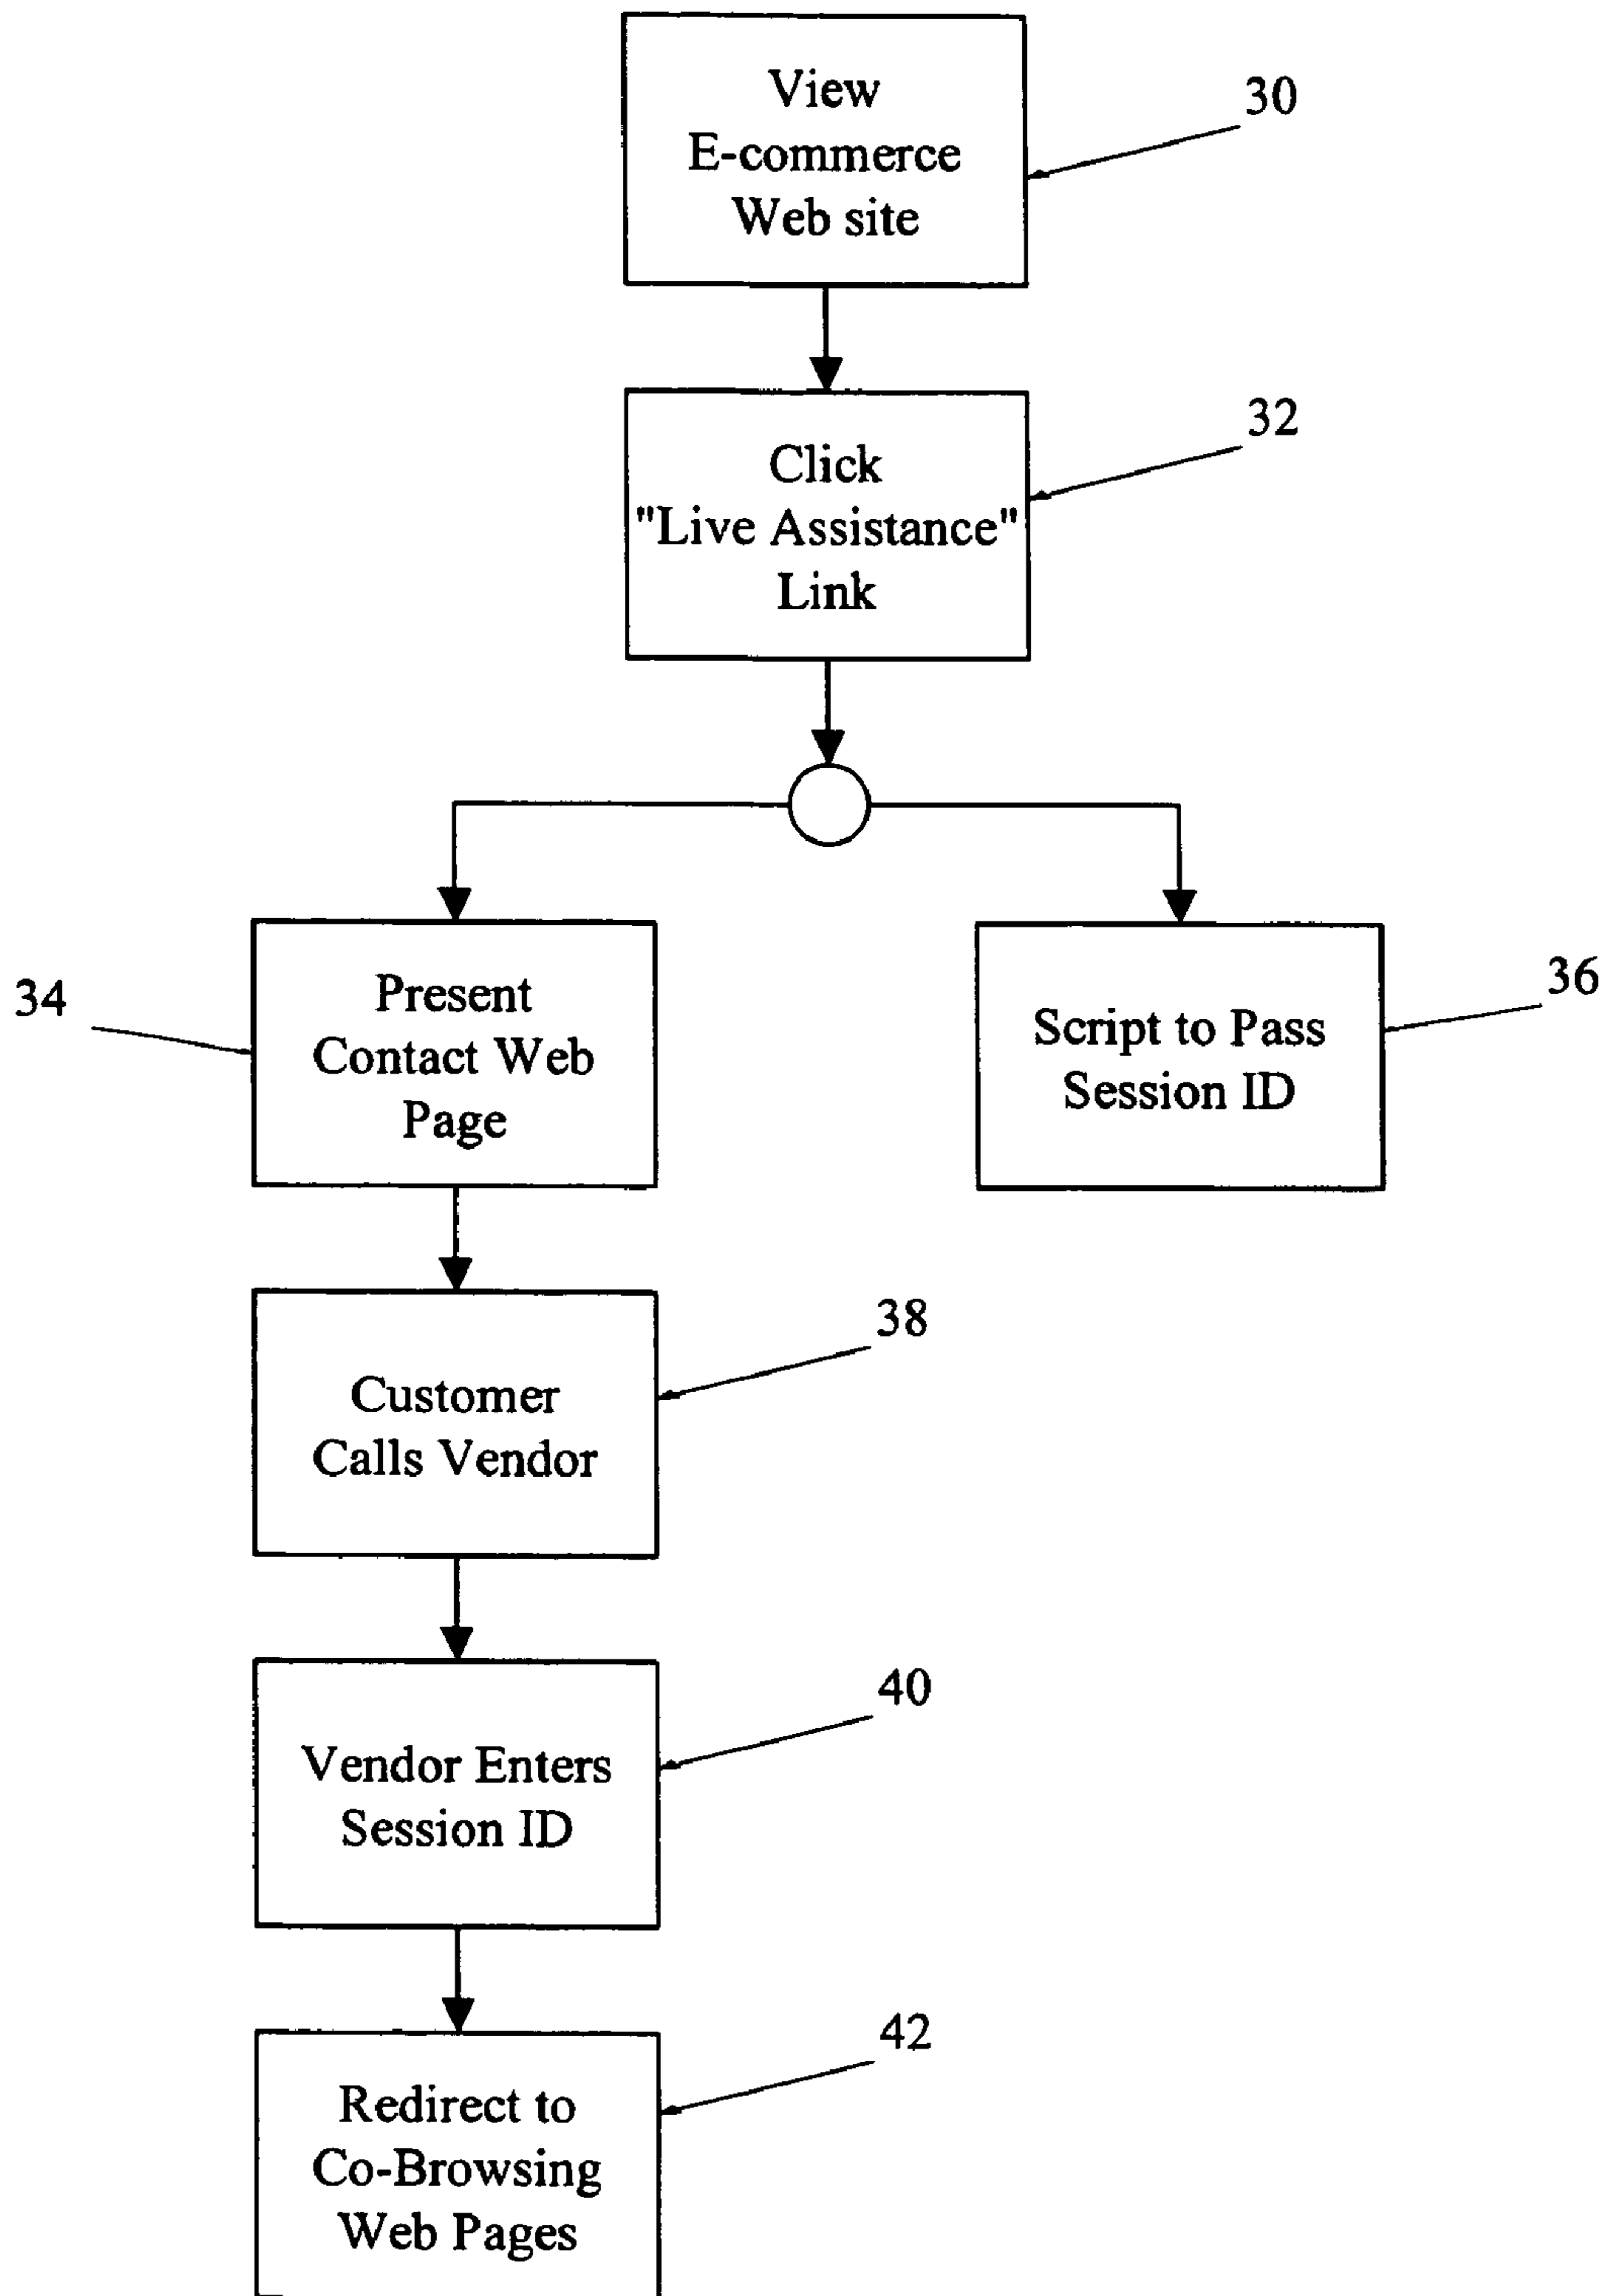 View
E-commerce
Web site
30
Click
"Live Assistance"
Link
32
34
Present
Contact Web
Page
Script to Pass
Session ID
36
Customer
Calls Vendor
38
Vendor Enters
Session ID
40
Redirect to
Co-Browsing
Web Pages
42